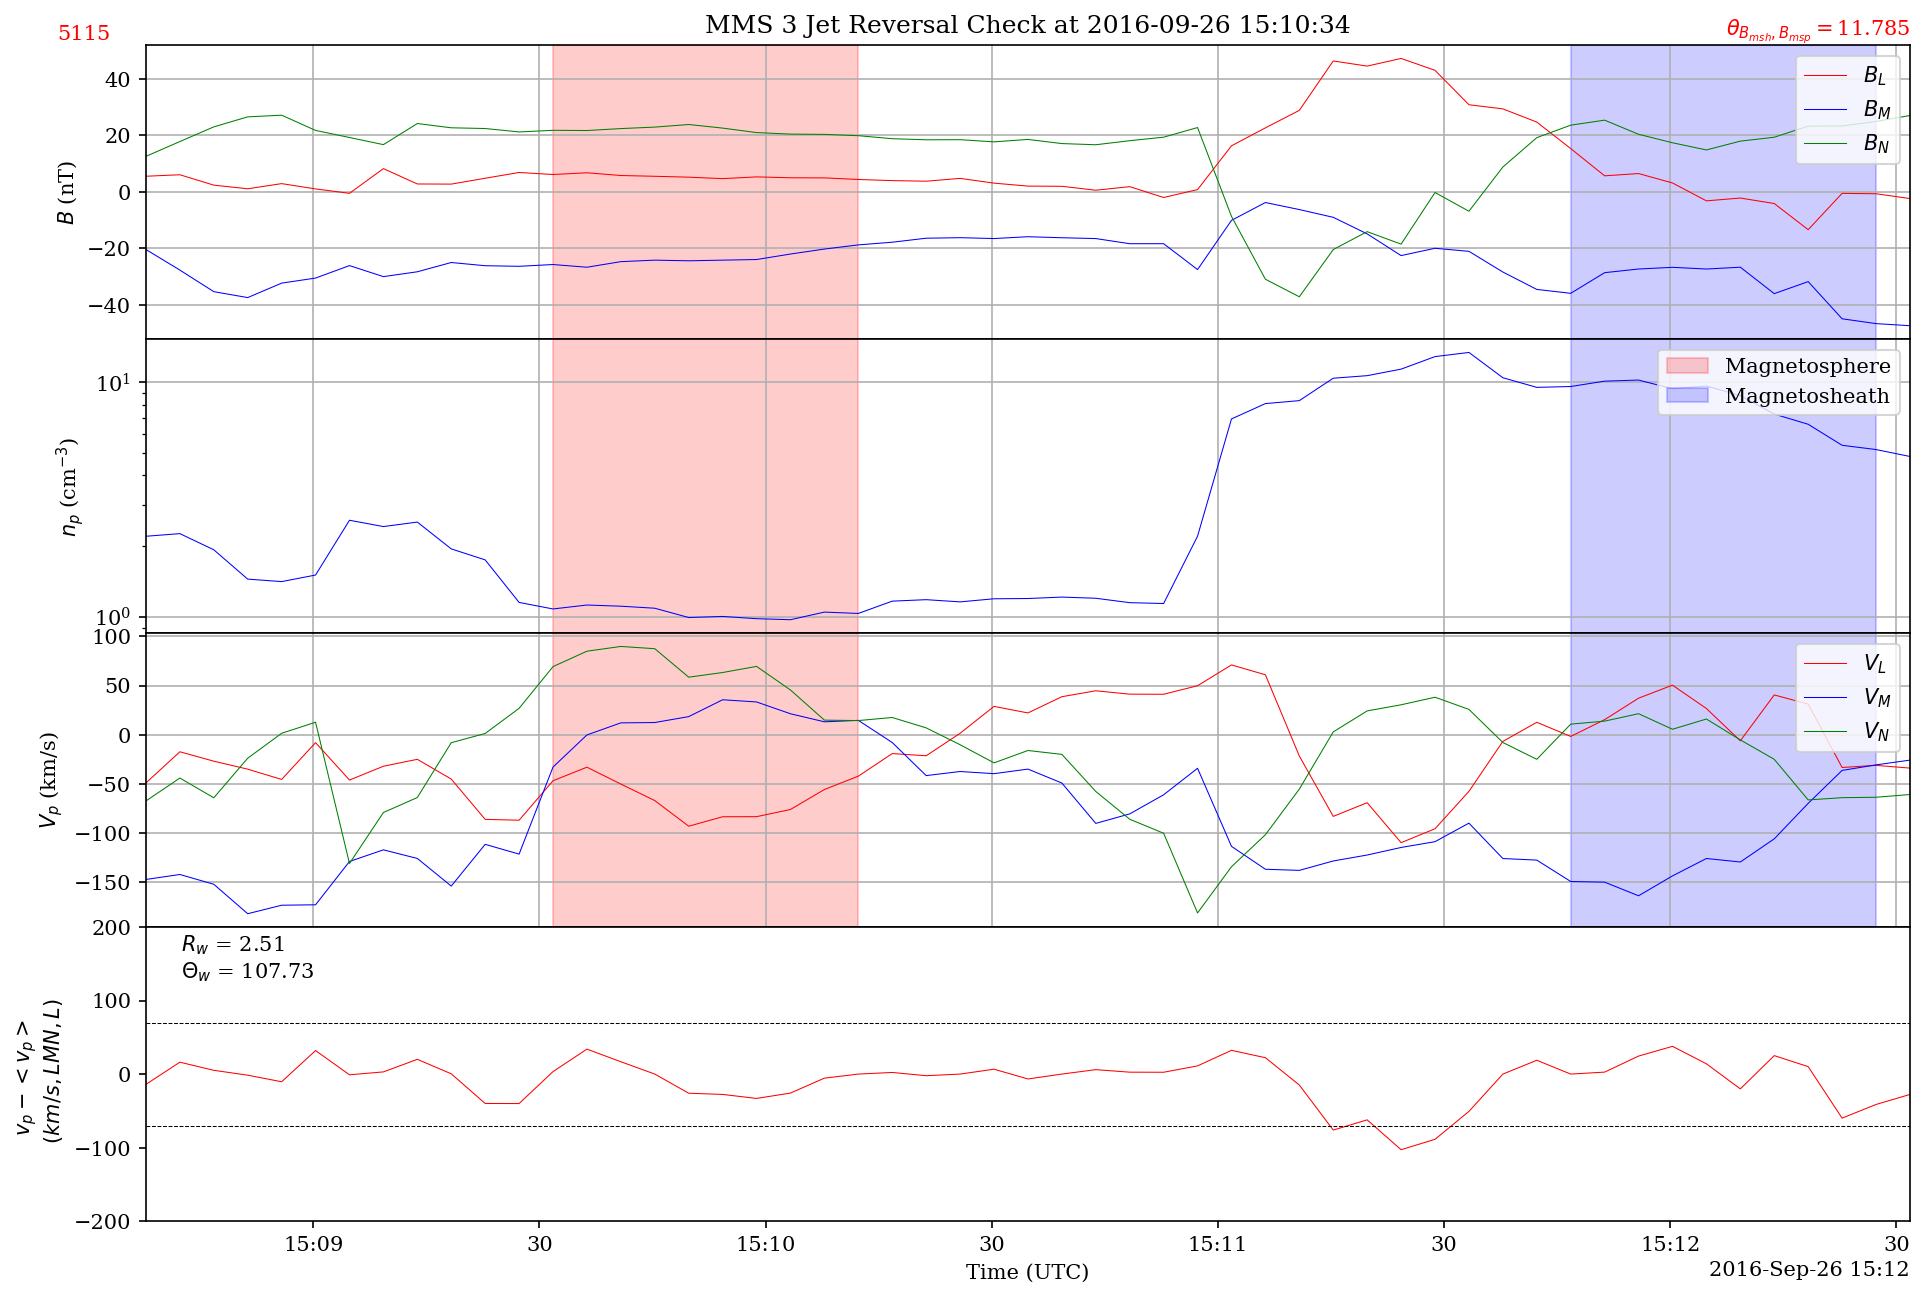 5115
MMS 3 Jet Reversal Check at 2016-09-26 15:10:34
θ_{B_{msh}, B_{msp}} = 11.785
40
20
0
−20
−40
B (nT)
B_L
B_M
B_N
10^1
10^0
n_p (cm^{−3})
Magnetosphere
Magnetosheath
100
50
0
−50
−100
−150
V_p (km/s)
V_L
V_M
V_N
200
100
0
−100
−200
v_p − <v_p>
(km/s, LMN, L)
R_w = 2.51
Θ_w = 107.73
15:09
30
15:10
30
15:11
30
15:12
30
Time (UTC)
2016-Sep-26 15:12